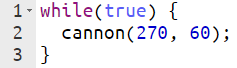 1 while(true) {
2   cannon(270, 60);
3 }